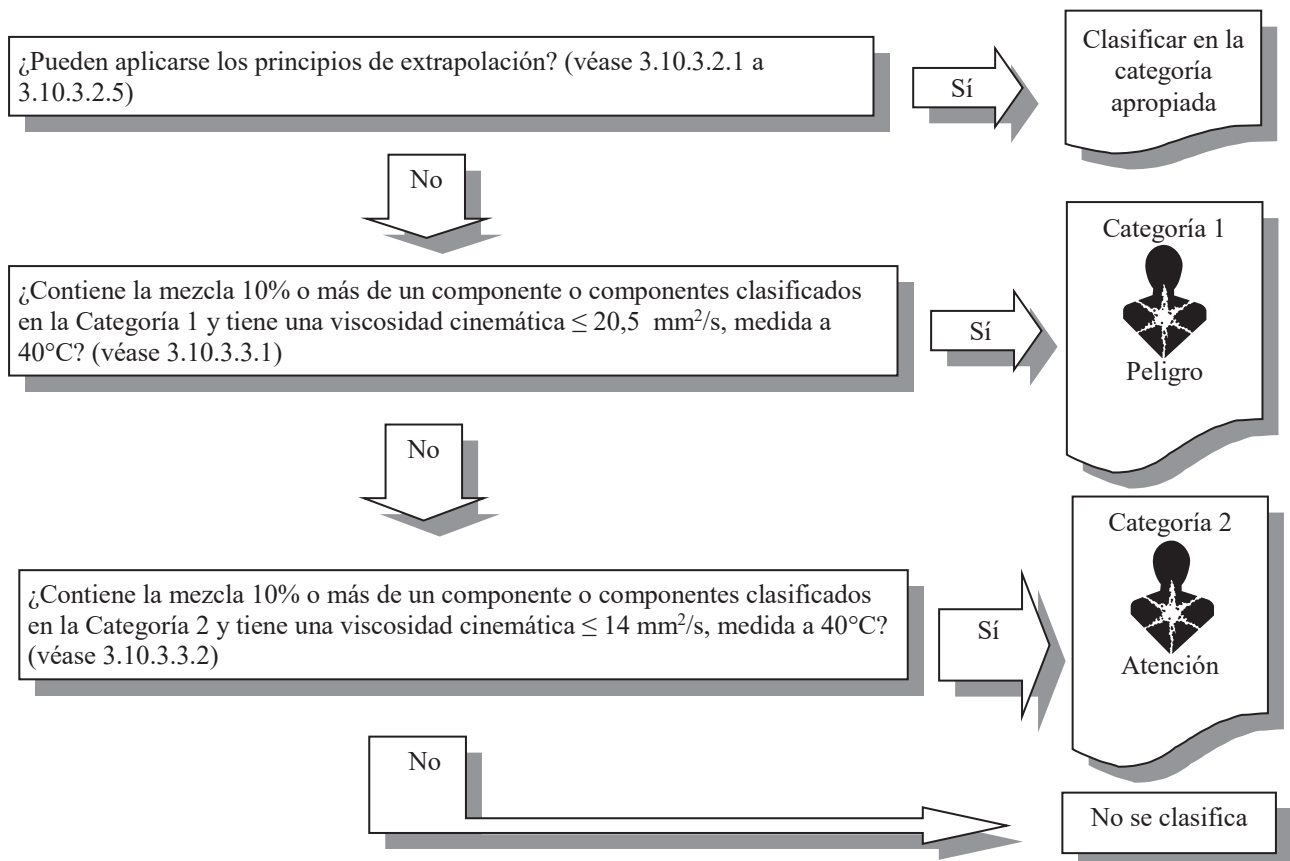 ¿Pueden aplicarse los principios de extrapolación? (véase 3.10.3.2.1 a
3.10.3.2.5)
Sí
Clasificar en la
categoría
apropiada
No
¿Contiene la mezcla 10% o más de un componente o componentes clasificados
en la Categoría 1 y tiene una viscosidad cinemática ≤ 20,5 mm²/s, medida a
40°C? (véase 3.10.3.3.1)
Sí
Categoría 1
Peligro
No
¿Contiene la mezcla 10% o más de un componente o componentes clasificados
en la Categoría 2 y tiene una viscosidad cinemática ≤ 14 mm²/s, medida a 40°C?
(véase 3.10.3.3.2)
Sí
Categoría 2
Atención
No
No se clasifica